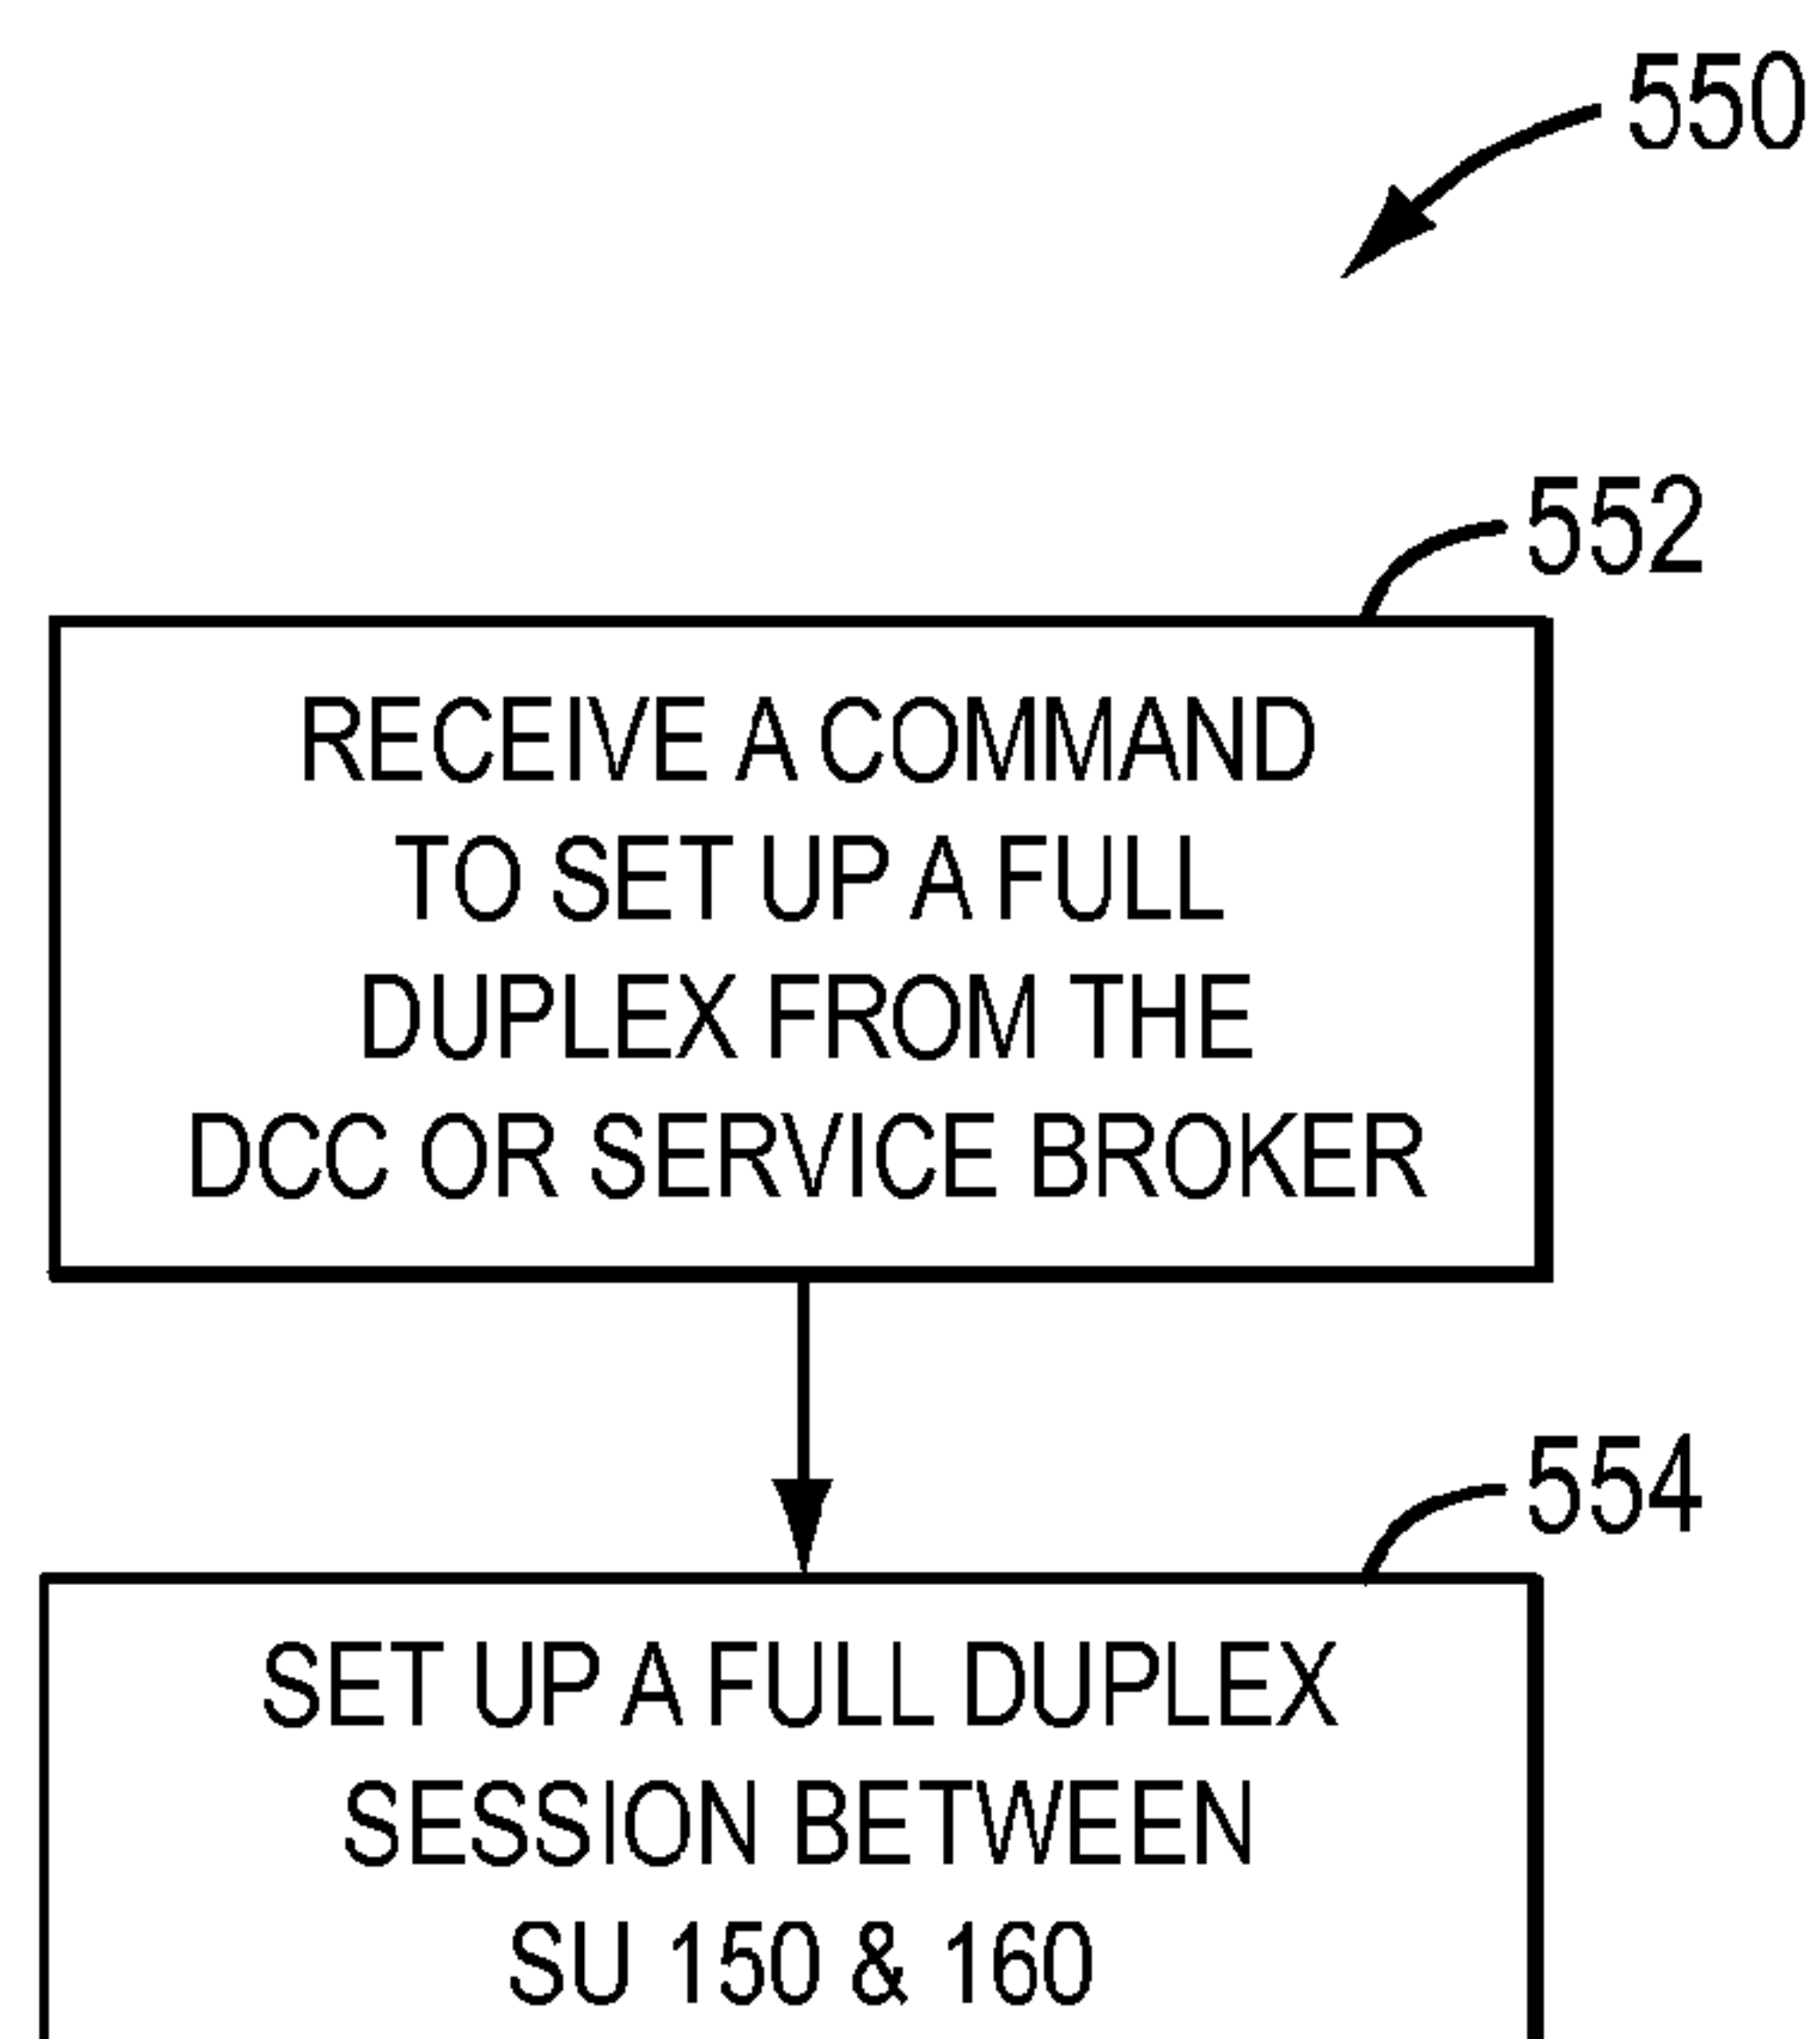 550
552
RECEIVE A COMMAND
TO SET UP A FULL
DUPLEX FROM THE
DCC OR SERVICE BROKER
554
SET UP A FULL DUPLEX
SESSION BETWEEN
SU 150 & 160